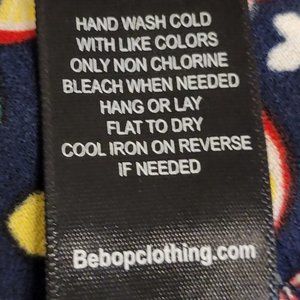 HAND WASH COLD
WITH LIKE COLORS
ONLY NON CHLORINE
BLEACH WHEN NEEDED
HANG OR LAY
FLAT TO DRY
COOL IRON ON REVERSE
IF NEEDED
Bebopclothing.com